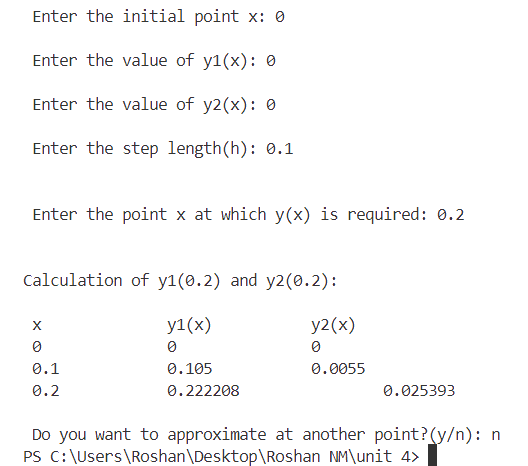 Enter the initial point x: 0
Enter the value of y1(x): 0
Enter the value of y2(x): 0
Enter the step length(h): 0.1
Enter the point x at which y(x) is required: 0.2
Calculation of y1(0.2) and y2(0.2):
x y1(x) y2(x)
0 0 0
0.1 0.105 0.0055
0.2 0.222208 0.025393
Do you want to approximate at another point?(y/n): n
PS C:\Users\Roshan\Desktop\Roshan NM\unit 4>